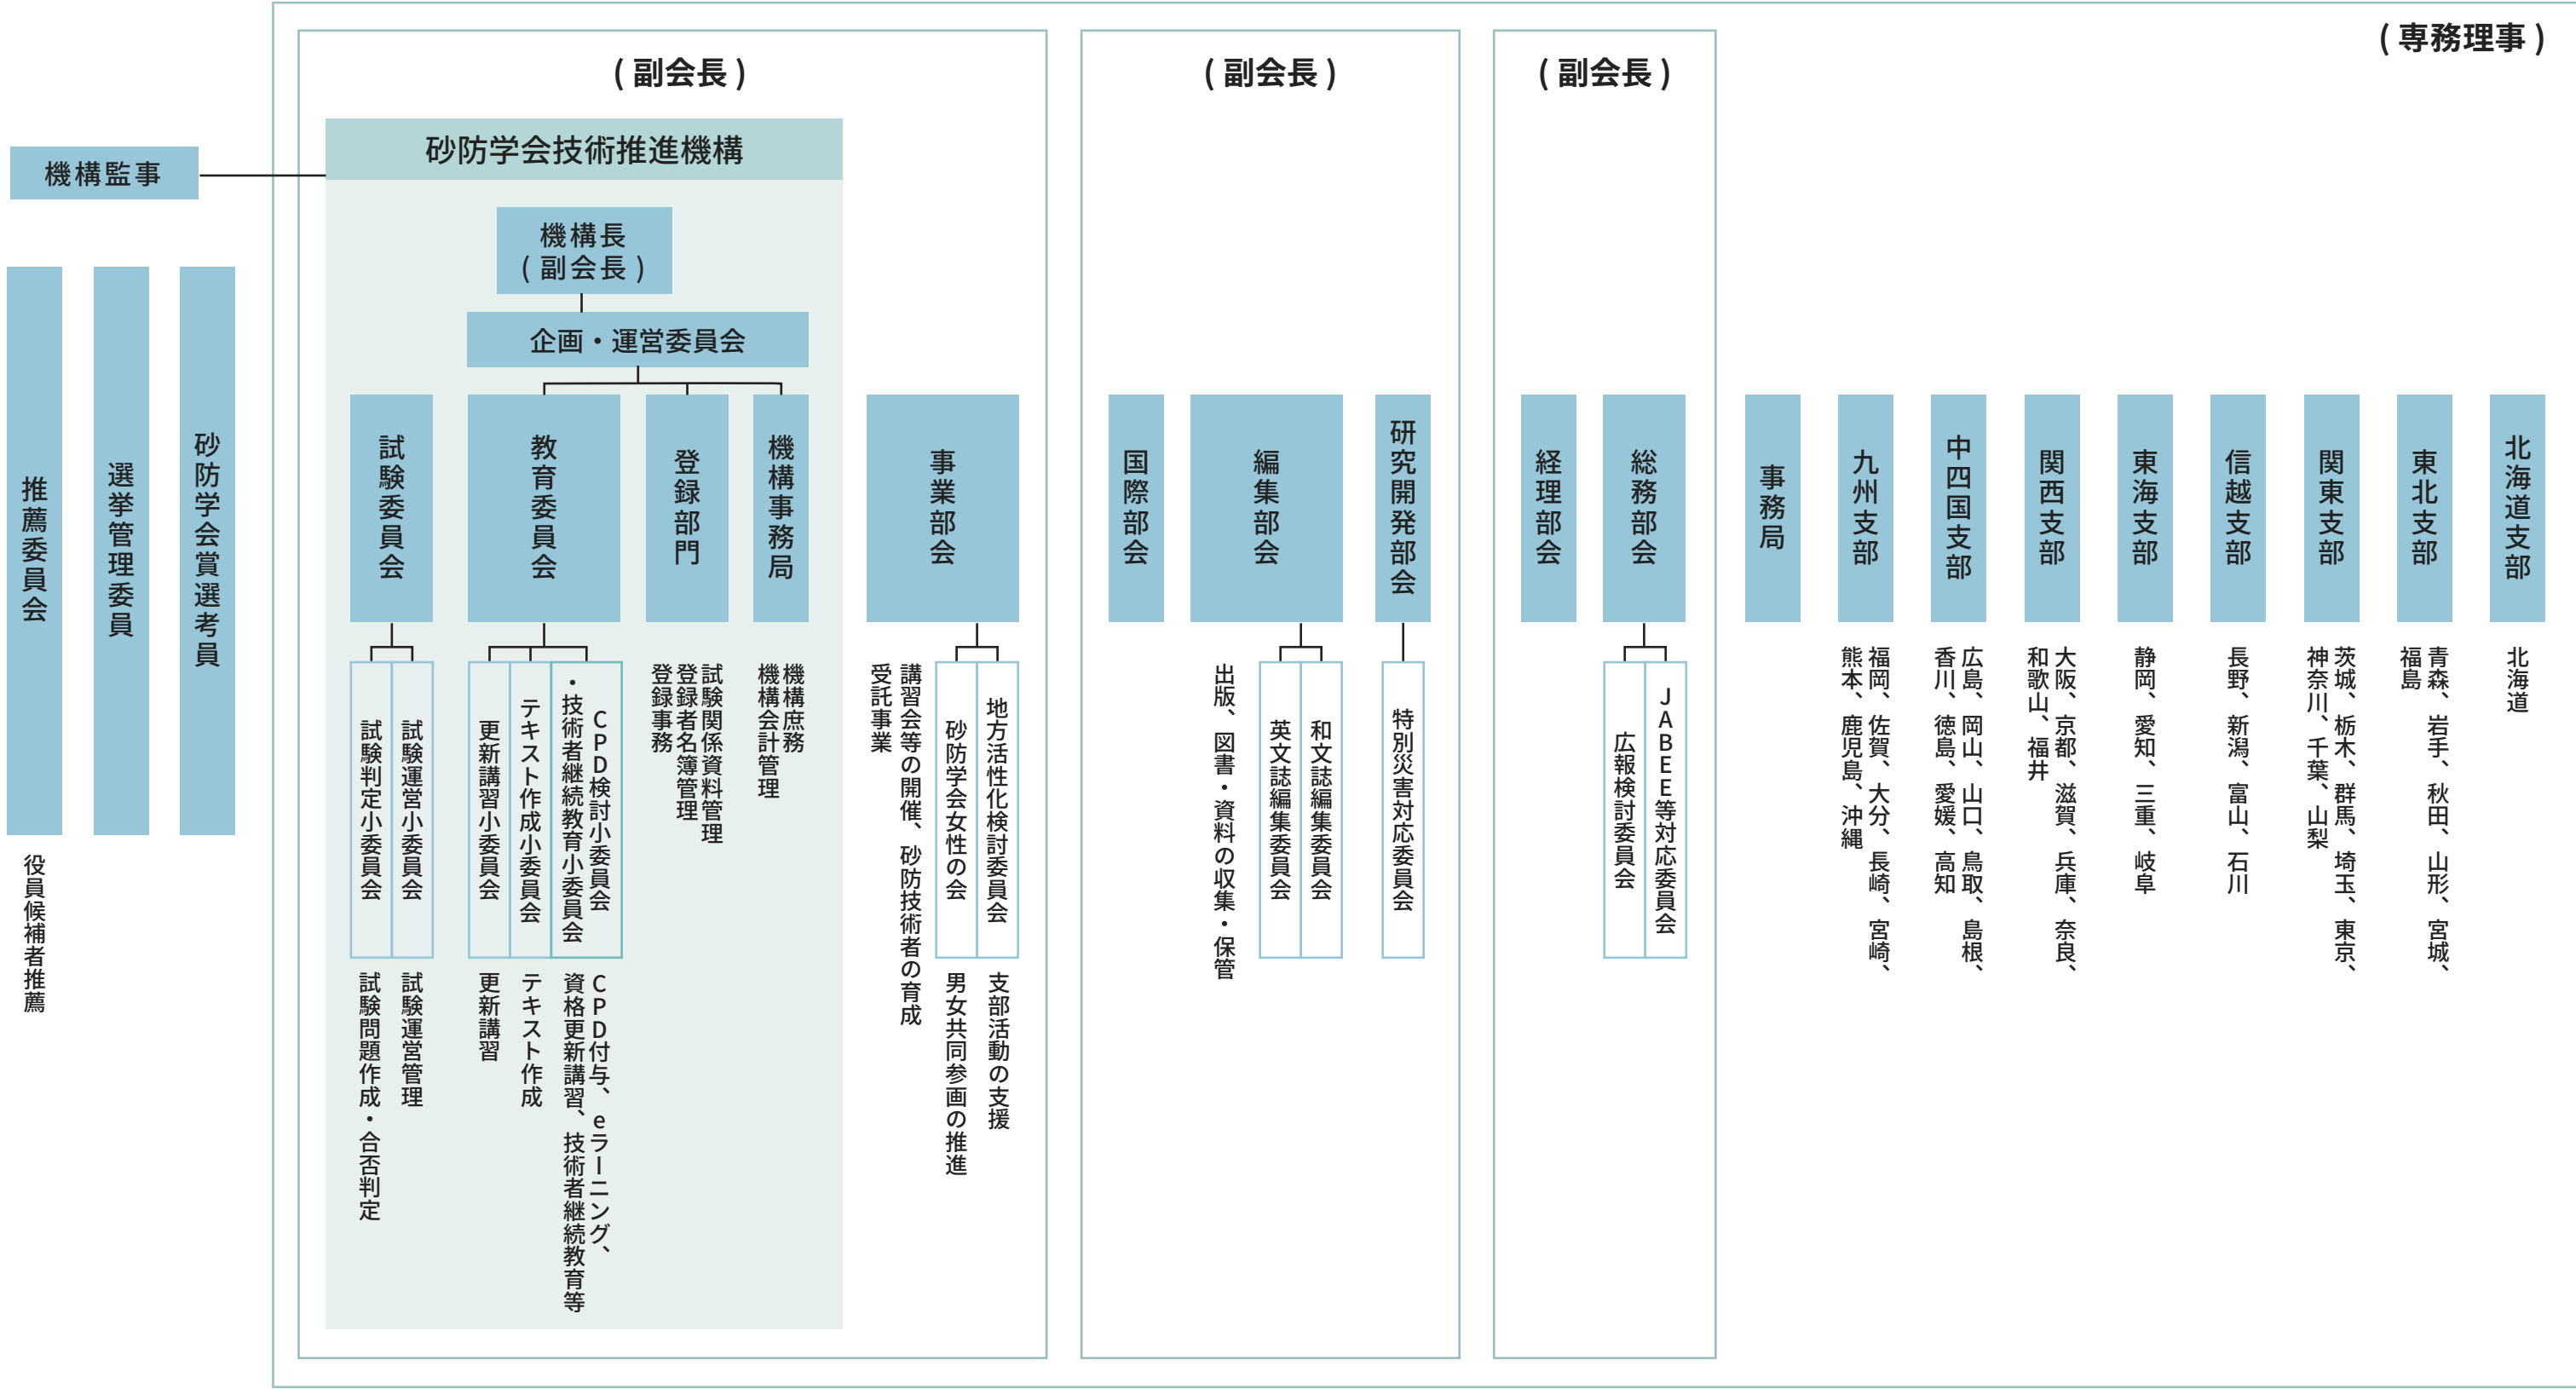 (専務理事)
(副会長)
(副会長)
(副会長)
砂防学会技術推進機構
機構監事
機構長
(副会長)
企画・運営委員会
推薦委員会
選挙管理委員
砂防学会賞選考員
試験委員会
教育委員会
登録部門
機構事務局
事業部会
国際部会
編集部会
研究開発部会
経理部会
総務部会
事務局
九州支部
中四国支部
関西支部
東海支部
信越支部
関東支部
東北支部
北海道支部
役員候補者推薦
試験判定小委員会
試験運営小委員会
更新講習小委員会
テキスト作成小委員会
CPD検討小委員会
・技術者継続教育小委員会
試験関係資料管理
登録者名簿管理
登録事務
機構庶務
機構会計管理
講習会等の開催、砂防技術者の育成
受託事業
砂防学会女性の会
地方活性化検討委員会
出版、図書・資料の収集・保管
英文誌編集委員会
和文誌編集委員会
特別災害対応委員会
広報検討委員会
JABEE等対応委員会
福岡、佐賀、大分、長崎、宮崎、
熊本、鹿児島、沖縄
広島、岡山、山口、鳥取、島根、
香川、徳島、愛媛、高知
大阪、京都、滋賀、兵庫、奈良、
和歌山、福井
静岡、愛知、三重、岐阜
長野、新潟、富山、石川
茨城、栃木、群馬、埼玉、東京、
神奈川、千葉、山梨
青森、岩手、秋田、山形、宮城、
福島
北海道
試験問題作成・合否判定
試験運営管理
更新講習
テキスト作成
CPD付与、eラーニング、
資格更新講習、技術者継続教育等
男女共同参画の推進
支部活動の支援